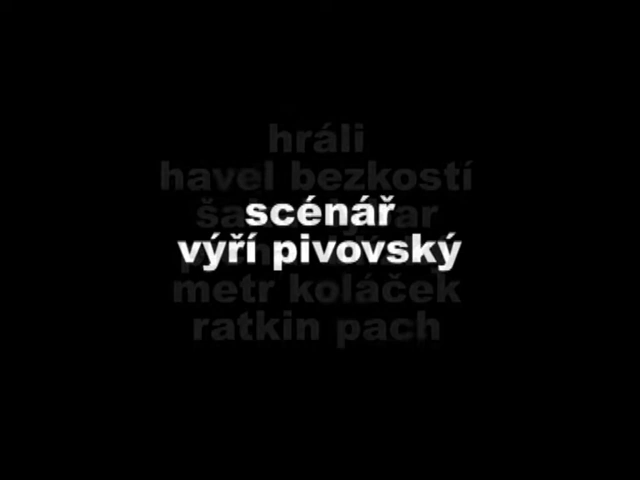 hráli
havel bezkostí
scénář
výří pivovský
metr koláček
ratkin pach